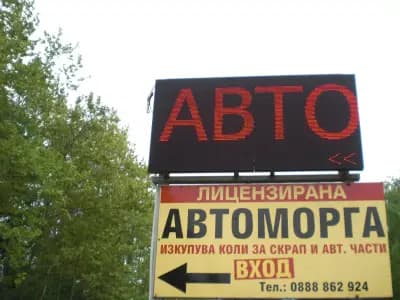 АВТО
<<
ЛИЦЕНЗИРАНА
АВТОМОРГА
ИЗКУПУВА КОЛИ ЗА СКРАП И АВТ. ЧАСТИ
ВХОД
Тел.: 0888 862 924